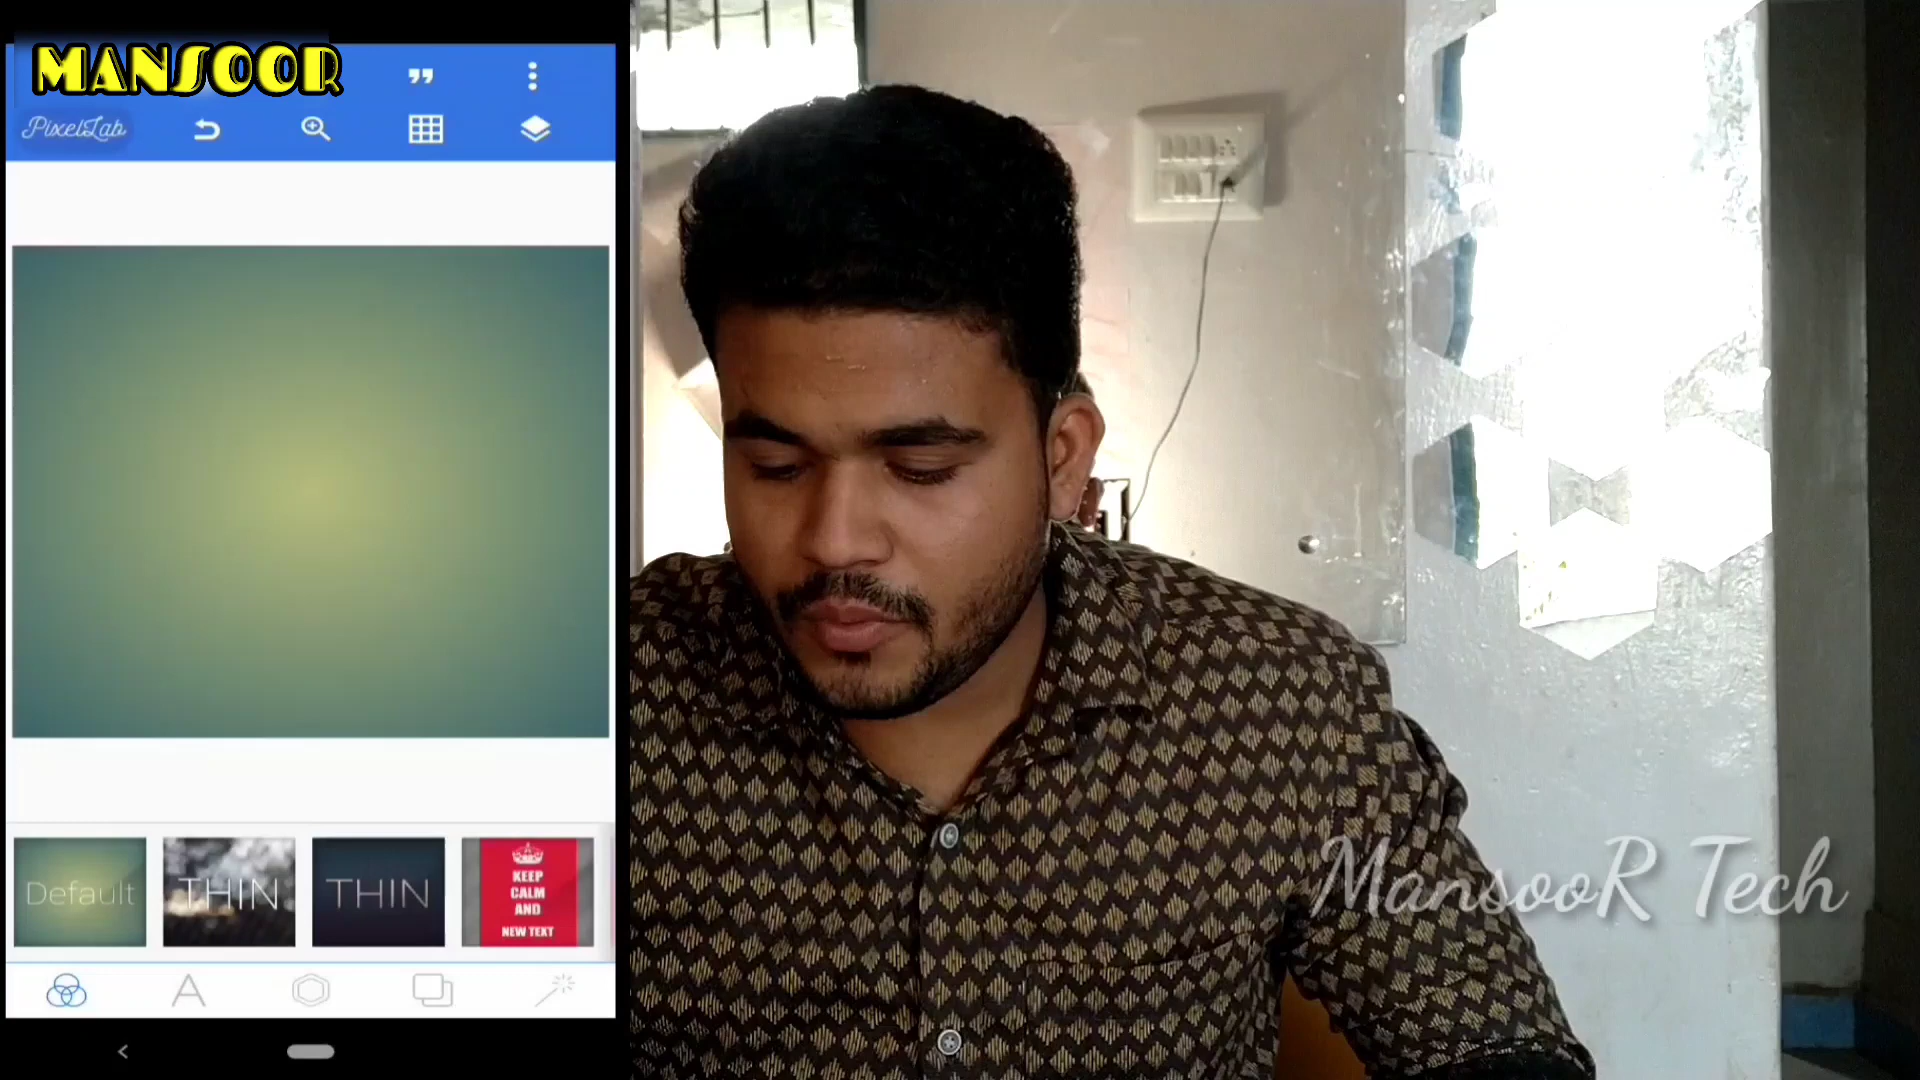 MANSOOR
PixelLab
Default
THIN
THIN
KEEP
CALM
AND
NEW TEXT
MansooR Tech